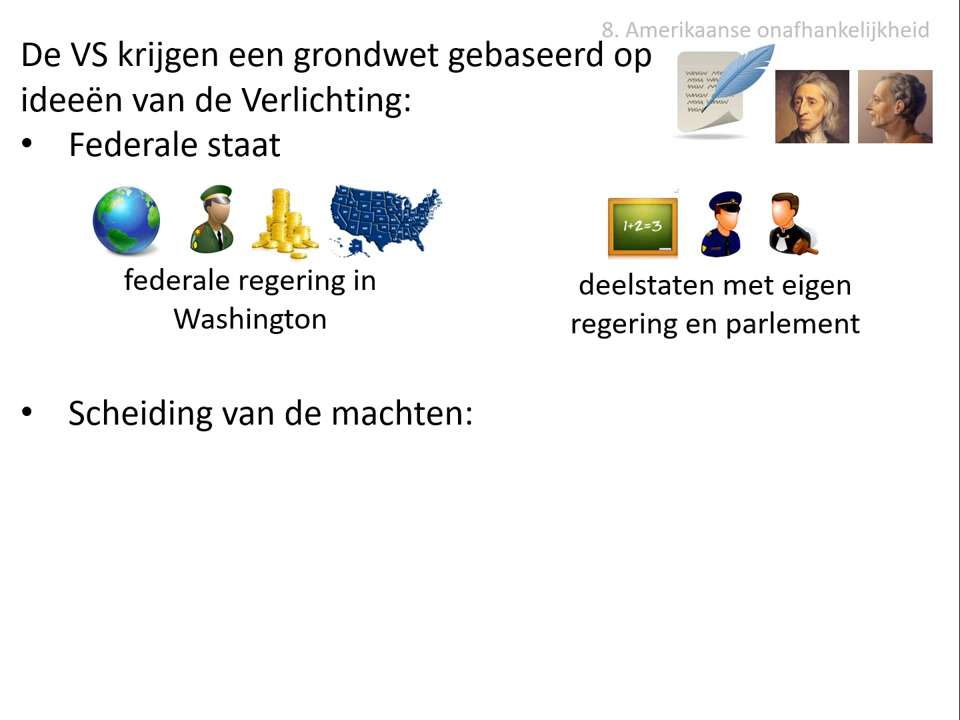 8. Amerikaanse onafhankelijkheid
De VS krijgen een grondwet gebaseerd op
ideeën van de Verlichting:
• Federale staat
1+2=3
federale regering in
Washington
deelstaten met eigen
regering en parlement
• Scheiding van de machten: